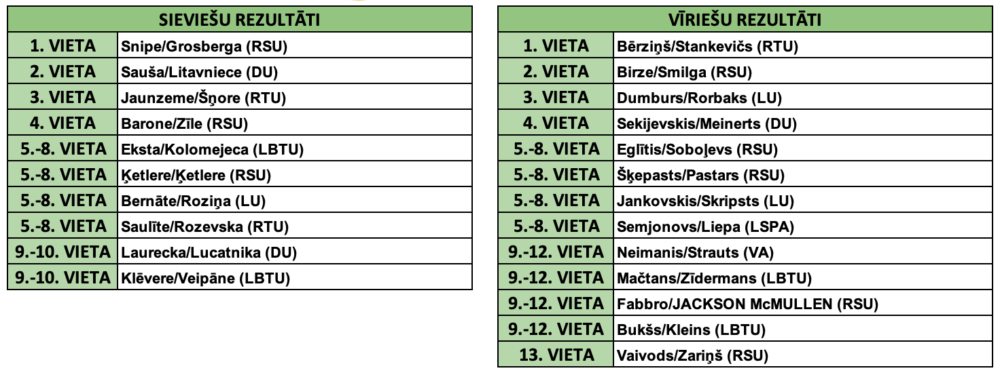 SIEVIEŠU REZULTĀTI
1. VIETA Snipe/Grosberga (RSU)
2. VIETA Sauša/Litavniece (DU)
3. VIETA Jaunzeme/Šņore (RTU)
4. VIETA Barone/Zīle (RSU)
5.-8. VIETA Eksta/Kolomejeca (LBTU)
5.-8. VIETA Ķetlere/Ķetlere (RSU)
5.-8. VIETA Bernāte/Roziņa (LU)
5.-8. VIETA Saulīte/Rozevska (RTU)
9.-10. VIETA Laurecka/Lucatnika (DU)
9.-10. VIETA Klēvere/Veipāne (LBTU)
VĪRIEŠU REZULTĀTI
1. VIETA Bērziņš/Stankevičs (RTU)
2. VIETA Birze/Smilga (RSU)
3. VIETA Dumburs/Rorbaks (LU)
4. VIETA Sekijevskis/Meinerts (DU)
5.-8. VIETA Eglītis/Soboļevs (RSU)
5.-8. VIETA Šķepasts/Pastars (RSU)
5.-8. VIETA Jankovskis/Skripsts (LU)
5.-8. VIETA Semjonovs/Liepa (LSPA)
9.-12. VIETA Neimanis/Strauts (VA)
9.-12. VIETA Mačtans/Zīdermans (LBTU)
9.-12. VIETA Fabbro/JACKSON McMULLEN (RSU)
9.-12. VIETA Bukšs/Kleins (LBTU)
13. VIETA Vaivods/Zariņš (RSU)